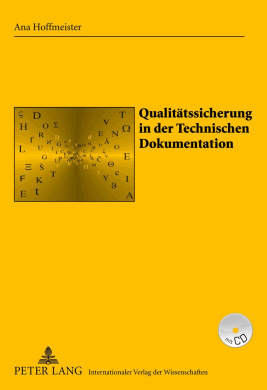 Ana Hoffmeister
Qualitätssicherung
in der Technischen
Dokumentation
mit CD
PETER LANG
Internationaler Verlag der Wissenschaften